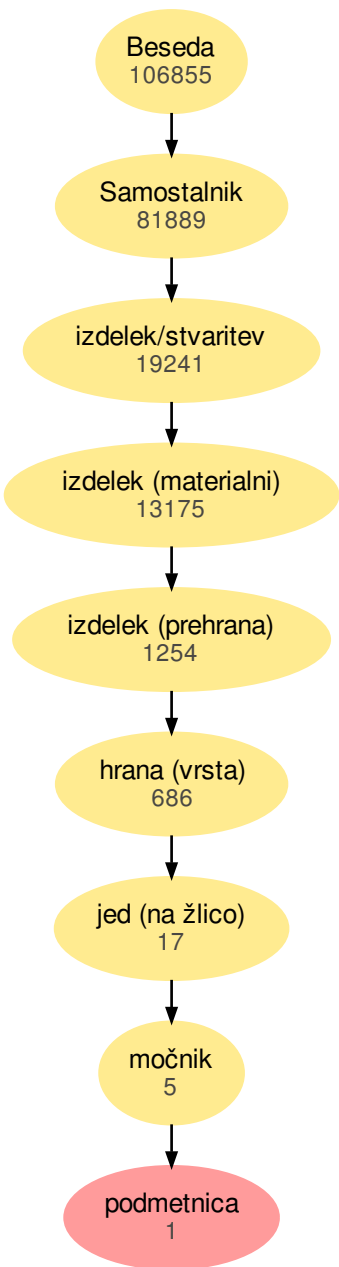 Beseda
106855
Samostalnik
81889
izdelek/stvaritev
19241
izdelek (materialni)
13175
izdelek (prehrana)
1254
hrana (vrsta)
686
jed (na žlico)
17
močnik
5
podmetnica
1